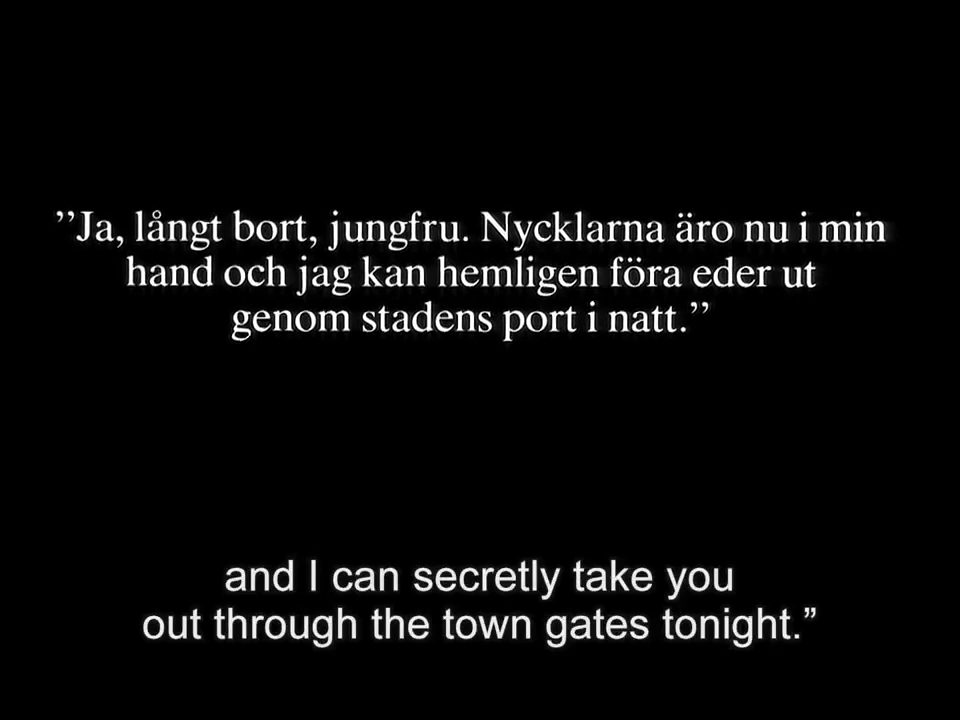 ”Ja, långt bort, jungfru. Nycklarna äro nu i min
hand och jag kan hemligen föra eder ut
genom stadens port i natt.”
and I can secretly take you
out through the town gates tonight.”